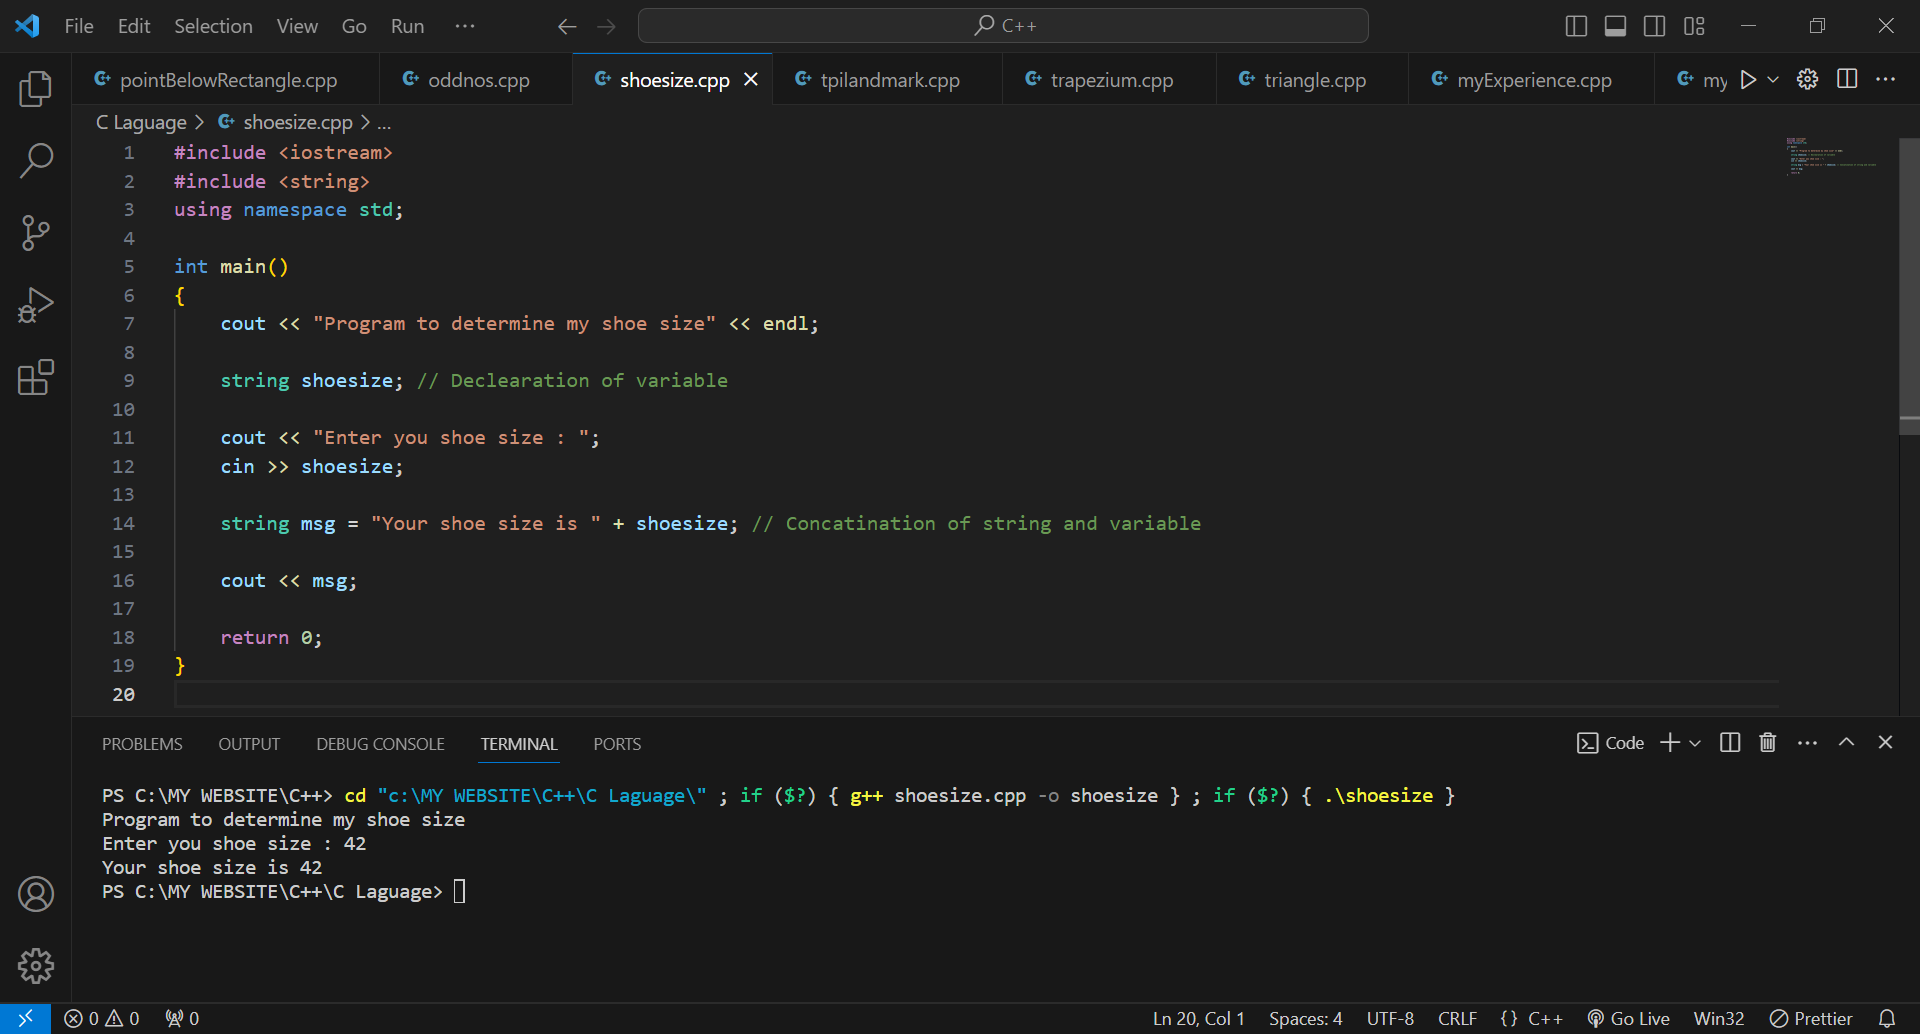 File Edit Selection View Go Run ··· C++
pointBelowRectangle.cpp oddnos.cpp shoesize.cpp tpilandmark.cpp trapezium.cpp triangle.cpp myExperience.cpp my
C Laguage > shoesize.cpp > ...
1 #include <iostream>
2 #include <string>
3 using namespace std;
4
5 int main()
6 {
7 cout << "Program to determine my shoe size" << endl;
8
9 string shoesize; // Declearation of variable
10
11 cout << "Enter you shoe size : ";
12 cin >> shoesize;
13
14 string msg = "Your shoe size is " + shoesize; // Concatination of string and variable
15
16 cout << msg;
17
18 return 0;
19 }
20
PROBLEMS OUTPUT DEBUG CONSOLE TERMINAL PORTS Code
PS C:\MY WEBSITE\C++> cd "c:\MY WEBSITE\C++\C Laguage\" ; if ($?) { g++ shoesize.cpp -o shoesize } ; if ($?) { .\shoesize }
Program to determine my shoe size
Enter you shoe size : 42
Your shoe size is 42
PS C:\MY WEBSITE\C++\C Laguage>
0 0 0 Ln 20, Col 1 Spaces: 4 UTF-8 CRLF {} C++ Go Live Win32 Prettier